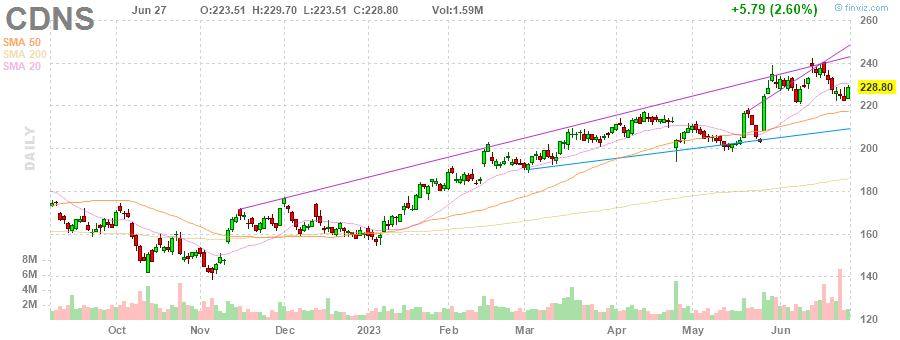 CDNS
Jun 27 O:223.51 H:229.70 L:223.51 C:228.80 Vol:1.59M +5.79 (2.60%) finviz.com
SMA 50
SMA 200
SMA 20
DAILY
260
240
228.80
220
200
180
160
140
120
8M
6M
4M
2M
Oct Nov Dec 2023 Feb Mar Apr May Jun